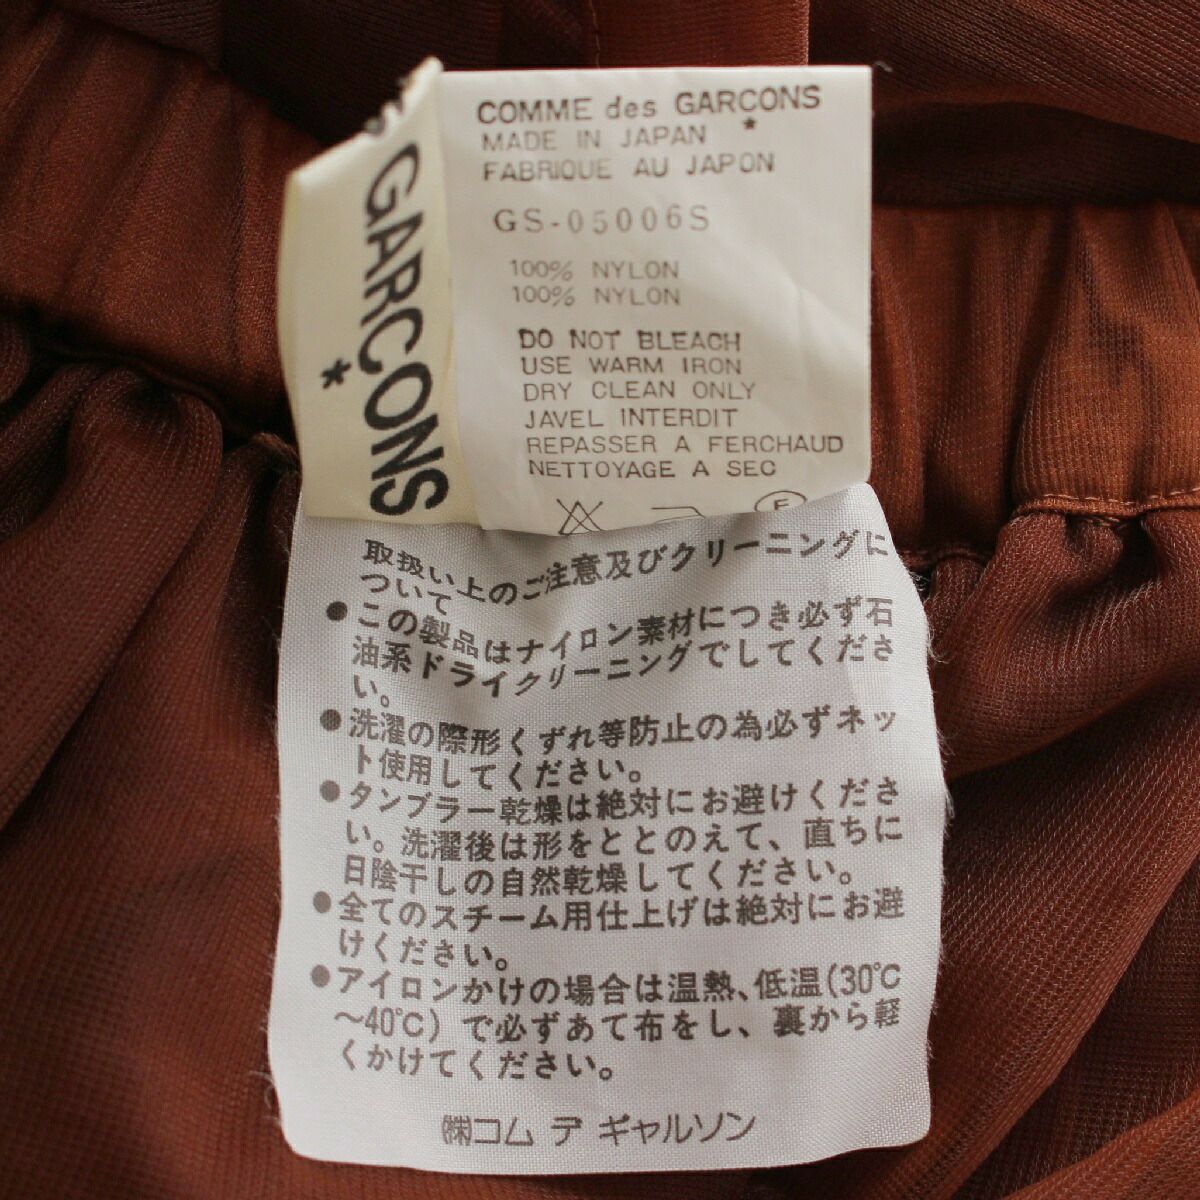 GARÇONS
*
COMME des GARCONS
*
MADE IN JAPAN
FABRIQUE AU JAPON
GS-05006S
100% NYLON
100% NYLON
DO NOT BLEACH
USE WARM IRON
DRY CLEAN ONLY
JAVEL INTERDIT
REPASSER A FERCHAUD
NETTOYAGE A SEC
F
取扱い上のご注意及びクリーニングに
ついて
●この製品はナイロン素材につき必ず石
油系ドライクリーニングでしてくださ
い。
●洗濯の際形くずれ等防止の為必ずネッ
ト使用してください。
●タンブラー乾燥は絶対にお避けくださ
い。洗濯後は形をととのえて、直ちに
日陰干しの自然乾燥してください。
●全てのスチーム用仕上げは絶対にお避
けください。
●アイロンかけの場合は温熱、低温(30℃
〜40℃)で必ずあて布をし、裏から軽
くかけてください。
㈱コム デ ギャルソン